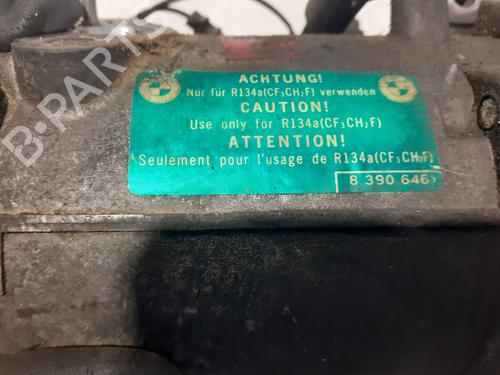 ACHTUNG!
Nur für R134a(CF₃CH₂F) verwenden
CAUTION!
Use only for R134a(CF₃CH₂F)
ATTENTION!
Seulement pour l'usage de R134a(CF₃CH₂F)
8 390 646
B-PARTS